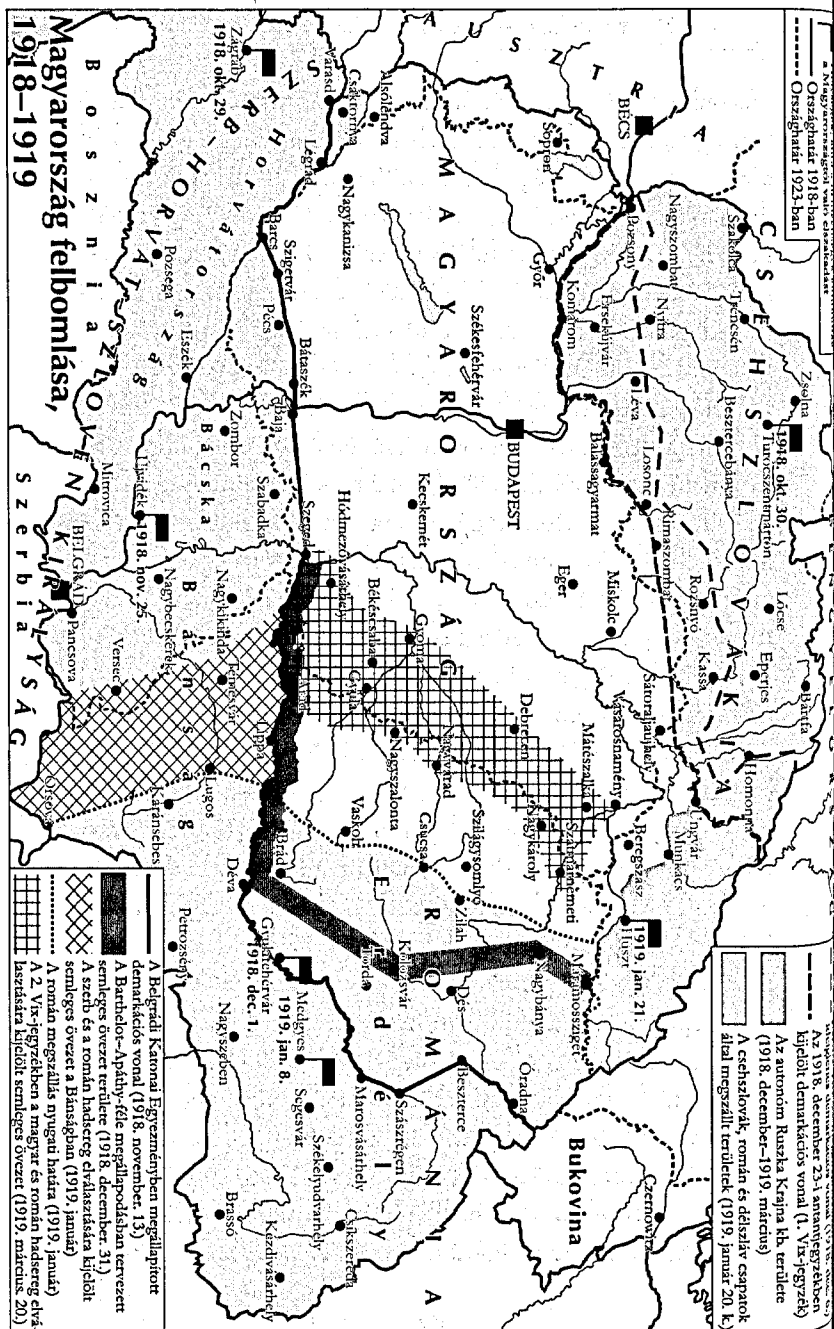 Magyarország felbomlása,
1918–1919
Országhatár 1918-ban
Országhatár 1923-ban
Az 1918. december 23-i antantjegyzékben
kijelölt demarkációs vonal (1. Vix-jegyzék)
Az autonóm Ruszka Krajna kb. területe
(1918. december–1919. március)
A csehszlovák, román és délszláv csapatok
által megszállt területek (1919. január 20. k.)
A Belgrádi Katonai Egyezményben megállapított
demarkációs vonal (1918. november. 13.)
A Barthelot–Apáthy-féle megállapodásban tervezett
semleges övezet területe (1918. december. 31.)
A szerb és a román hadsereg elválasztására kijelölt
semleges övezet a Bánságban (1919. január)
A román megszállás nyugati határa (1919. január)
A 2. Vix-jegyzékben a magyar és román hadsereg elvá-
lasztására kijelölt semleges övezet (1919. március. 20.)
AUSZTRIA
BÉCS
CSEHSZLOVÁKIA
Szakolca
Trencsén
Zsolna
1918. okt. 30.
Turócszentmárton
Lőcse
Eperjes
Bártfa
Nagyszombat
Nyitra
Besztercebánya
Rozsnyó
Kassa
Homonna
Pozsony
Érsekújvár
Léva
Losonc
Rimaszombat
Sátoraljaújhely
Ungvár
Munkács
Sopron
Győr
Komárom
Balassagyarmat
Eger
Miskolc
Vásárosnamény
Beregszász
1919. jan. 21.
Huszt
MAGYARORSZÁG
BUDAPEST
Székesfehérvár
Kecskemét
Debrecen
Mátészalka
Nagykároly
Szatmárnémeti
Máramarossziget
Nagybánya
Alsólendva
Csáktornya
Varasd
Légrád
Nagykanizsa
Gyoma
Békéscsaba
Gyula
Nagyszalonta
Nagyvárad
Vaskoh
Csucsa
Szilágysomlyó
Zilah
Dés
Kolozsvár
Torda
Beszterce
Óradna
Bukovina
Czernowitz
ROMÁNIA
Erdély
Hódmezővásárhely
Szeged
Arad
Lippa
Brád
Déva
Gyulafehérvár
1918. dec. 1.
Medgyes
1919. jan. 8.
Segesvár
Marosvásárhely
Szászrégen
Székelyudvarhely
Csíkszereda
Kézdivásárhely
Brassó
Nagyszeben
Petrozsény
Barcs
Szigetvár
Pécs
Bátaszék
Baja
Zágráb
1918. okt. 29.
SZERB-HORVÁT-SZLOVÉN KIRÁLYSÁG
Horvátország
Pozsega
Eszék
Bosznia
Bácska
Zombor
Szabadka
Újvidék
1918. nov. 25.
Mitrovica
Bánság
Nagykikinda
Nagybecskerek
Temesvár
Versec
Lugos
Karánsebes
Orsova
BELGRÁD
Pancsova
Szerbia